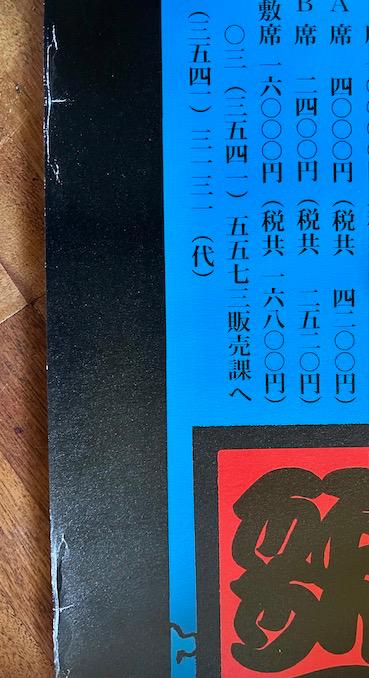 A席 四〇〇〇円(税共 四二〇〇円)
B席 二四〇〇円(税共 二五二〇円)
敷席 一六〇〇〇円(税共 一六八〇〇円)
〇三(三五四一)五五七三販売課へ
(三五四一)三一三一(代)